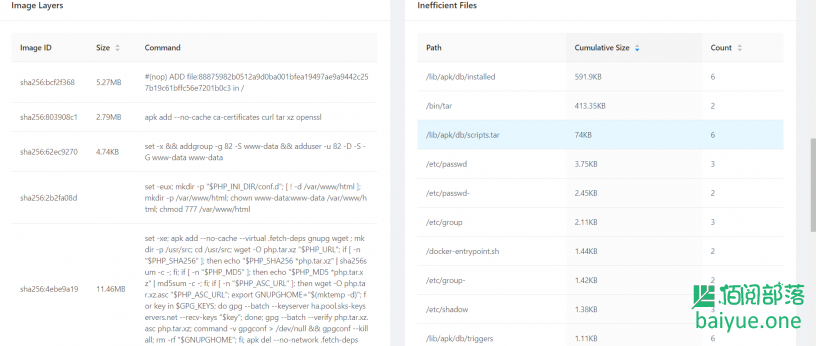 Image Layers
Image ID Size Command
sha256:bcf2f368 5.27MB #(nop) ADD file:88875982b0512a9d0ba001bfea19497ae9a9442c25
7b19c61bffc56e7201b0c3 in /
sha256:803908c1 2.79MB apk add --no-cache ca-certificates curl tar xz openssl
sha256:62ec9270 4.74KB set -x && addgroup -g 82 -S www-data && adduser -u 82 -D -S -
G www-data www-data
sha256:2b2fa08d set -eux; mkdir -p "$PHP_INI_DIR/conf.d"; [ ! -d /var/www/html ];
mkdir -p /var/www/html; chown www-data:www-data /var/www/h
tml; chmod 777 /var/www/html
sha256:4ebe9a19 11.46MB set -xe; apk add --no-cache --virtual .fetch-deps gnupg wget ; mk
dir -p /usr/src; cd /usr/src; wget -O php.tar.xz "$PHP_URL"; if [ -n
"$PHP_SHA256" ]; then echo "$PHP_SHA256 *php.tar.xz" | sha256s
um -c -; fi; if [ -n "$PHP_MD5" ]; then echo "$PHP_MD5 *php.tar.x
z" | md5sum -c -; fi; if [ -n "$PHP_ASC_URL" ]; then wget -O php.ta
r.xz.asc "$PHP_ASC_URL"; export GNUPGHOME="$(mktemp -d)"; f
or key in $GPG_KEYS; do gpg --batch --keyserver ha.pool.sks-keys
ervers.net --recv-keys "$key"; done; gpg --batch --verify php.tar.xz.
asc php.tar.xz; command -v gpgconf > /dev/null && gpgconf --kill
all; rm -rf "$GNUPGHOME"; fi; apk del --no-network .fetch-deps
Inefficient Files
Path Cumulative Size Count
/lib/apk/db/installed 591.9KB 6
/bin/tar 413.35KB 2
/lib/apk/db/scripts.tar 74KB 6
/etc/passwd 3.75KB 3
/etc/passwd- 2.45KB 2
/etc/group 2.11KB 3
/docker-entrypoint.sh 1.44KB 2
/etc/group- 1.42KB 2
/etc/shadow 1.38KB 3
/lib/apk/db/triggers 1.11KB 6
佰阅部落
baiyue.one